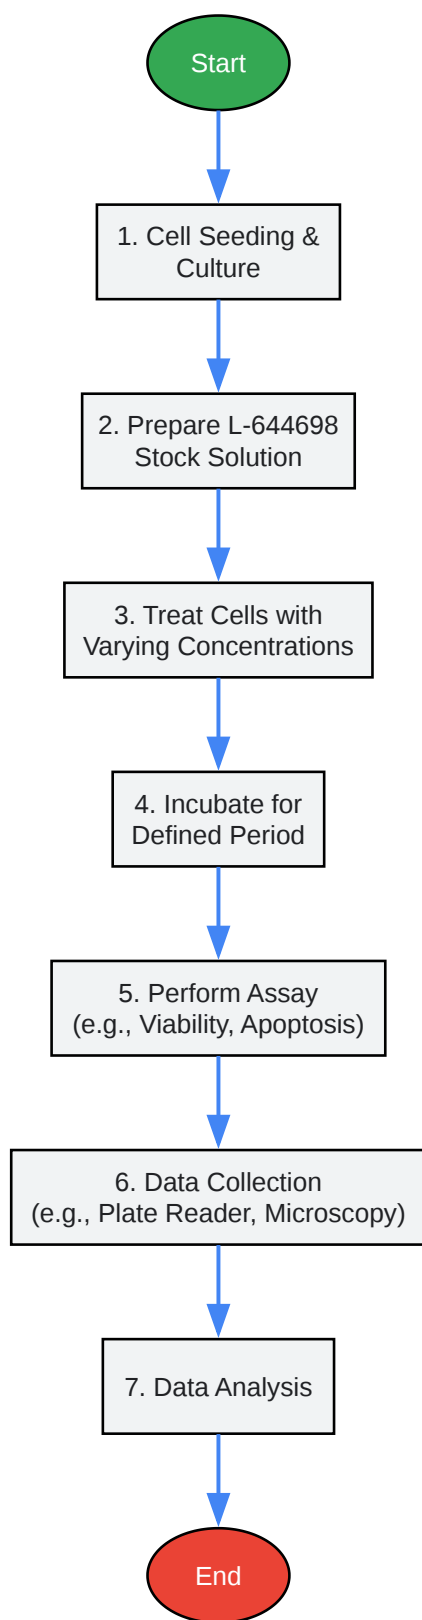 Start
1. Cell Seeding &
Culture
2. Prepare L-644698
Stock Solution
3. Treat Cells with
Varying Concentrations
4. Incubate for
Defined Period
5. Perform Assay
(e.g., Viability, Apoptosis)
6. Data Collection
(e.g., Plate Reader, Microscopy)
7. Data Analysis
End